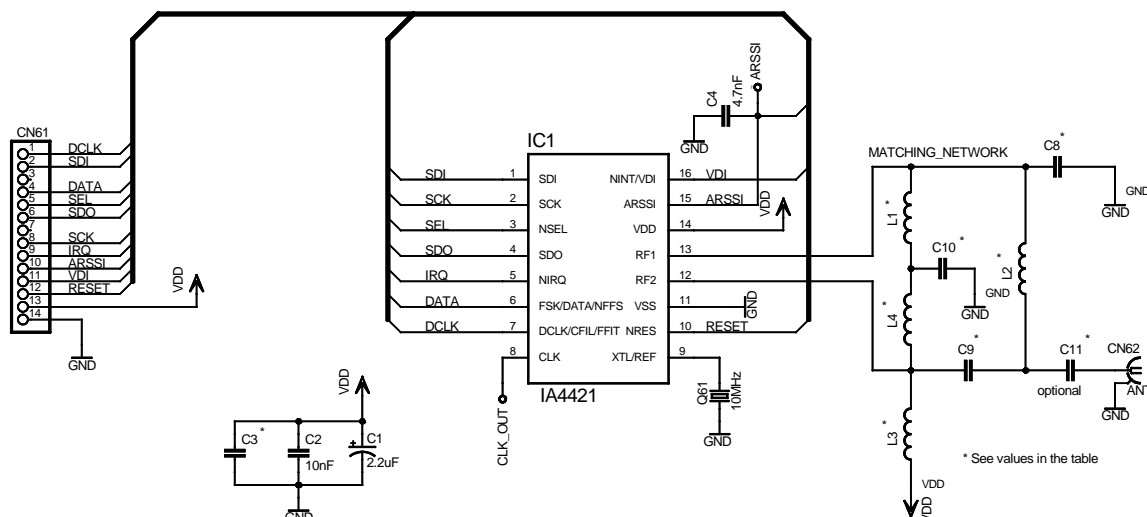 CN61
1 DCLK
2 SDI
3
4 DATA
5 SEL
6 SDO
7
8 SCK
9 IRQ
10 ARSSI
11 VDI
12 RESET
13
14
VDD
GND
ARSSI
C4
4.7nF
GND
IC1
SDI 1 SDI
SCK 2 SCK
SEL 3 NSEL
SDO 4 SDO
IRQ 5 NIRQ
DATA 6 FSK/DATA/NFFS
DCLK 7 DCLK/CFIL/FFIT
8 CLK
NINT/VDI 16 VDI
ARSSI 15 ARSSI
VDD 14
VDD
RF1 13
RF2 12
VSS 11
GND
NRES 10 RESET
XTL/REF 9
IA4421
CLK_OUT
Q61
10MHz
GND
VDD
C3 *
C2
10nF
C1
+
2.2uF
GND
MATCHING_NETWORK
C8 *
GND
GND
L1 *
C10 *
GND
GND
L2 *
L4 *
C9 *
C11 *
optional
CN62
ANT
GND
L3 *
* See values in the table
VDD
VDD